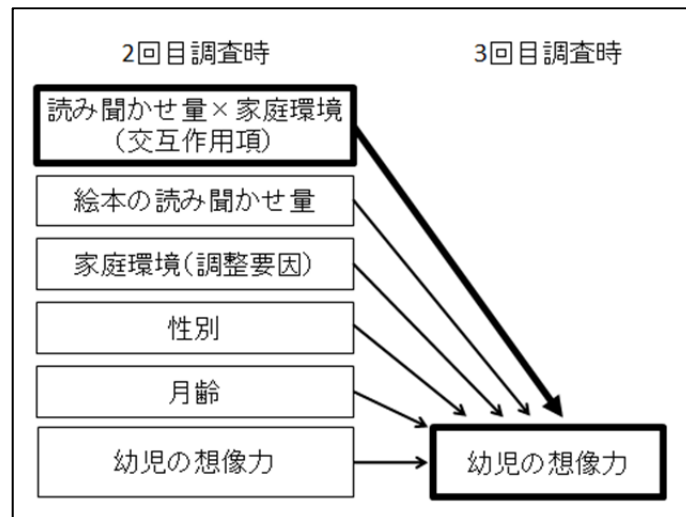 2回目調査時
3回目調査時
読み聞かせ量×家庭環境
(交互作用項)
絵本の読み聞かせ量
家庭環境(調整要因)
性別
月齢
幼児の想像力
幼児の想像力